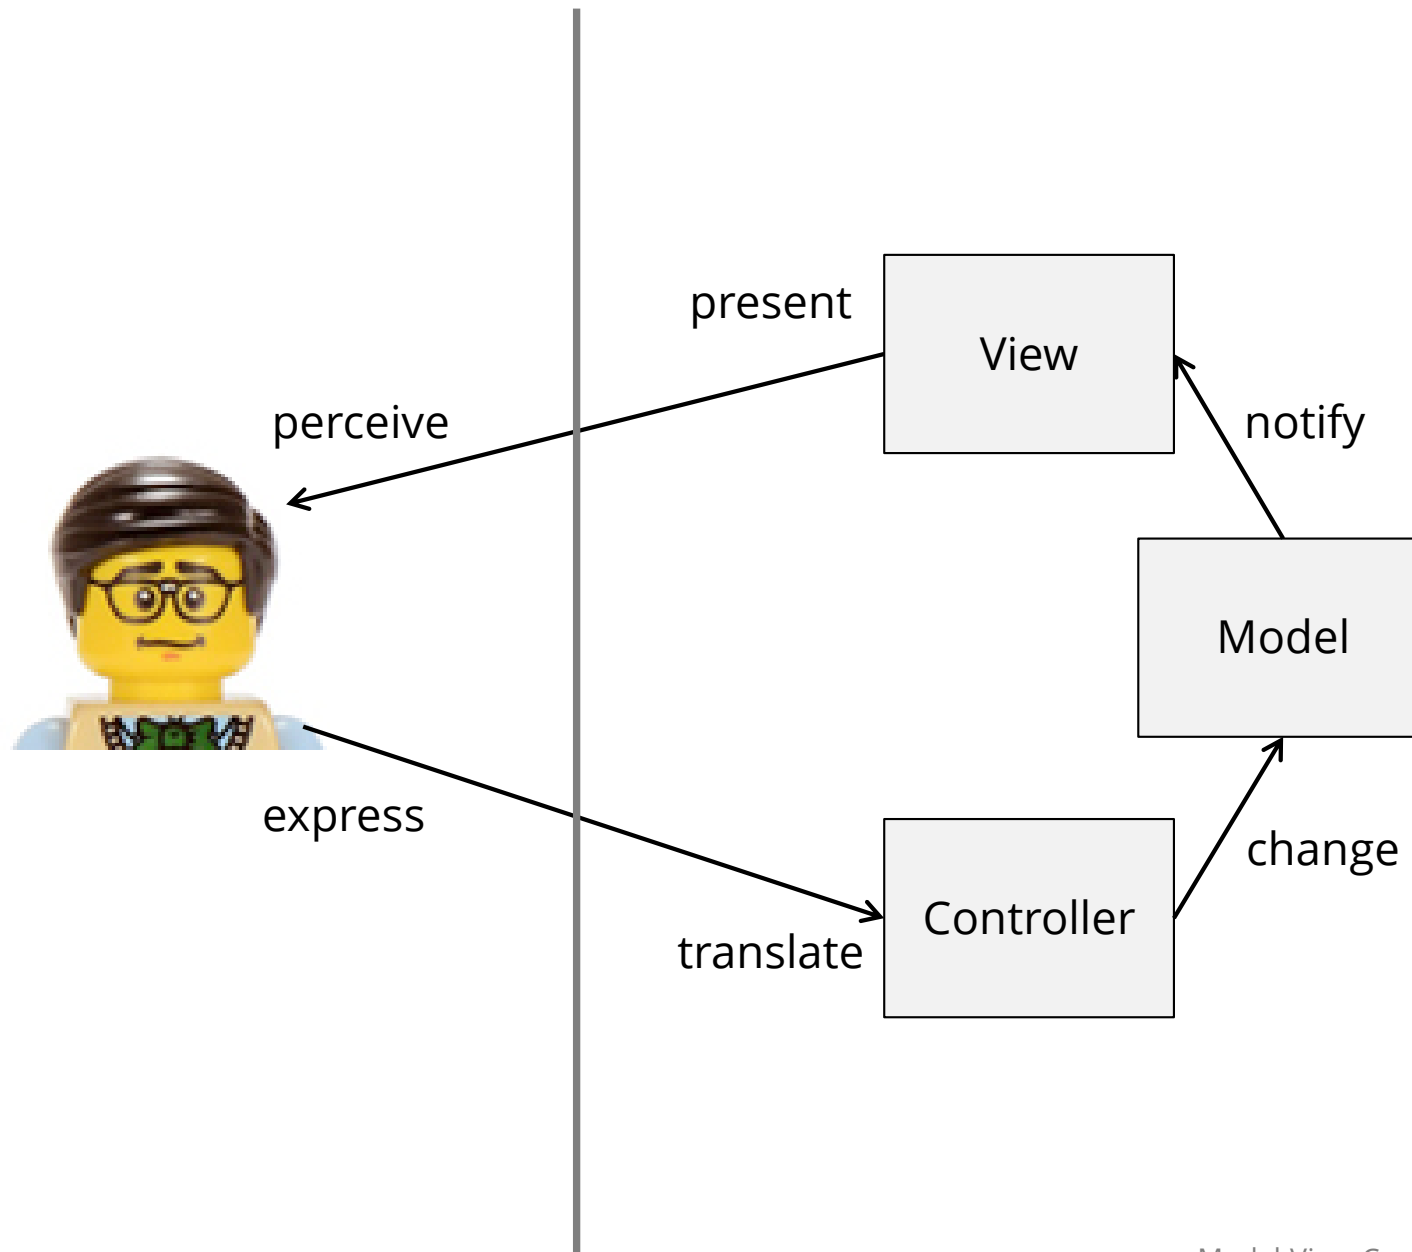 present
View
perceive
notify
Model
express
change
Controller
translate